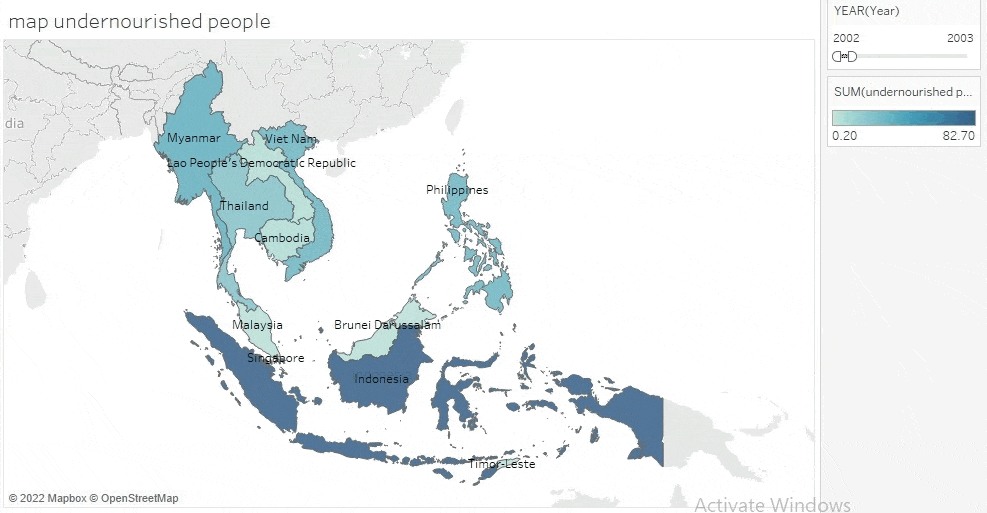 map undernourished people
YEAR(Year)
2002 2003
SUM(undernourished p...
0.20 82.70
dia
Myanmar
Viet Nam
Lao People's Democratic Republic
Philippines
Thailand
Cambodia
Malaysia
Brunei Darussalam
Singapore
Indonesia
Timor-Leste
© 2022 Mapbox © OpenStreetMap
Activate Windows